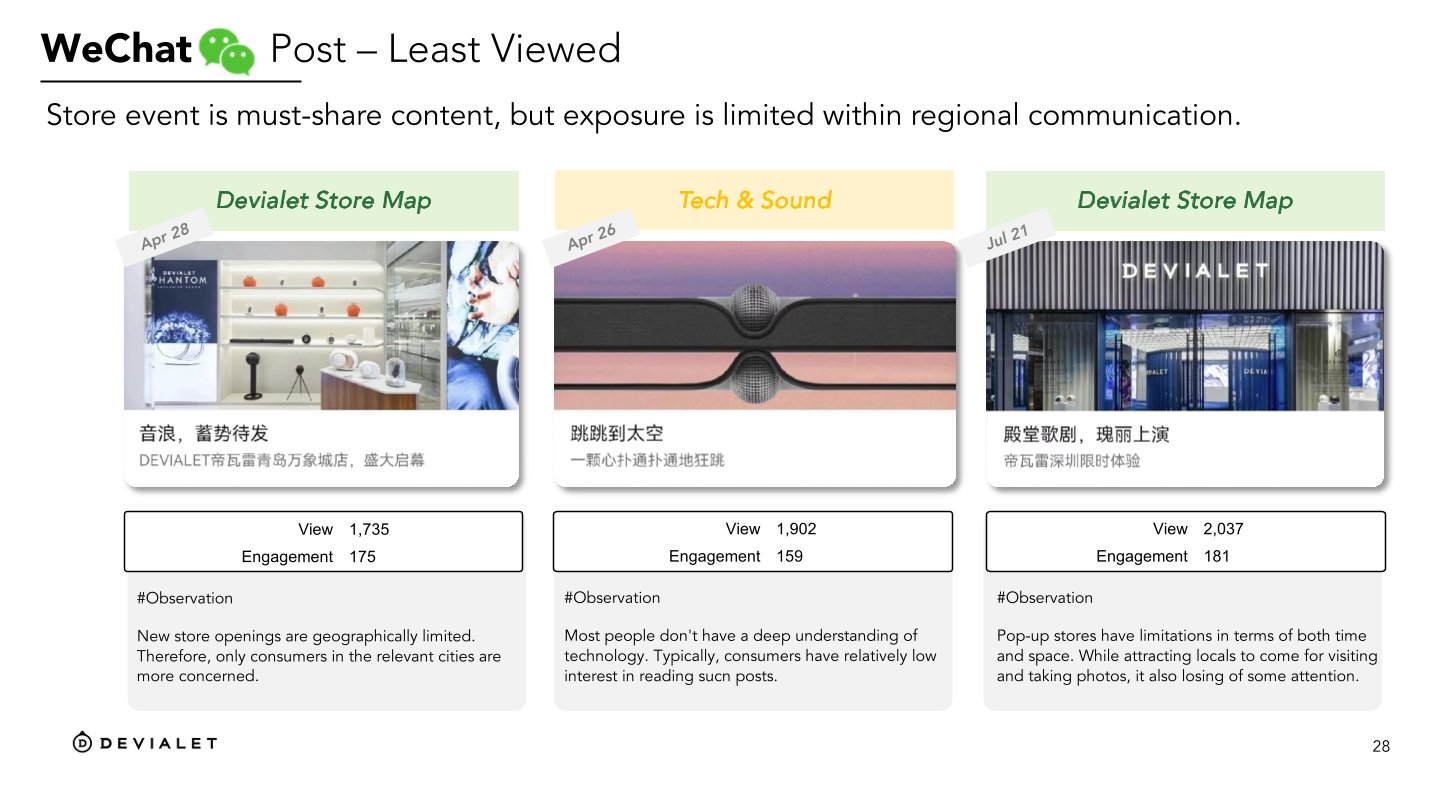 WeChat Post – Least Viewed
Store event is must-share content, but exposure is limited within regional communication.
Devialet Store Map
Apr 28
DEVIALET
PHANTOM
音浪，蓄势待发
DEVIALET帝瓦雷青岛万象城店，盛大启幕
View 1,735
Engagement 175
#Observation
New store openings are geographically limited.
Therefore, only consumers in the relevant cities are
more concerned.
Tech & Sound
Apr 26
跳跳到太空
一颗心扑通扑通地狂跳
View 1,902
Engagement 159
#Observation
Most people don't have a deep understanding of
technology. Typically, consumers have relatively low
interest in reading sucn posts.
Devialet Store Map
Jul 21
DEVIALET
殿堂歌剧，瑰丽上演
帝瓦雷深圳限时体验
View 2,037
Engagement 181
#Observation
Pop-up stores have limitations in terms of both time
and space. While attracting locals to come for visiting
and taking photos, it also losing of some attention.
DEVIALET
28